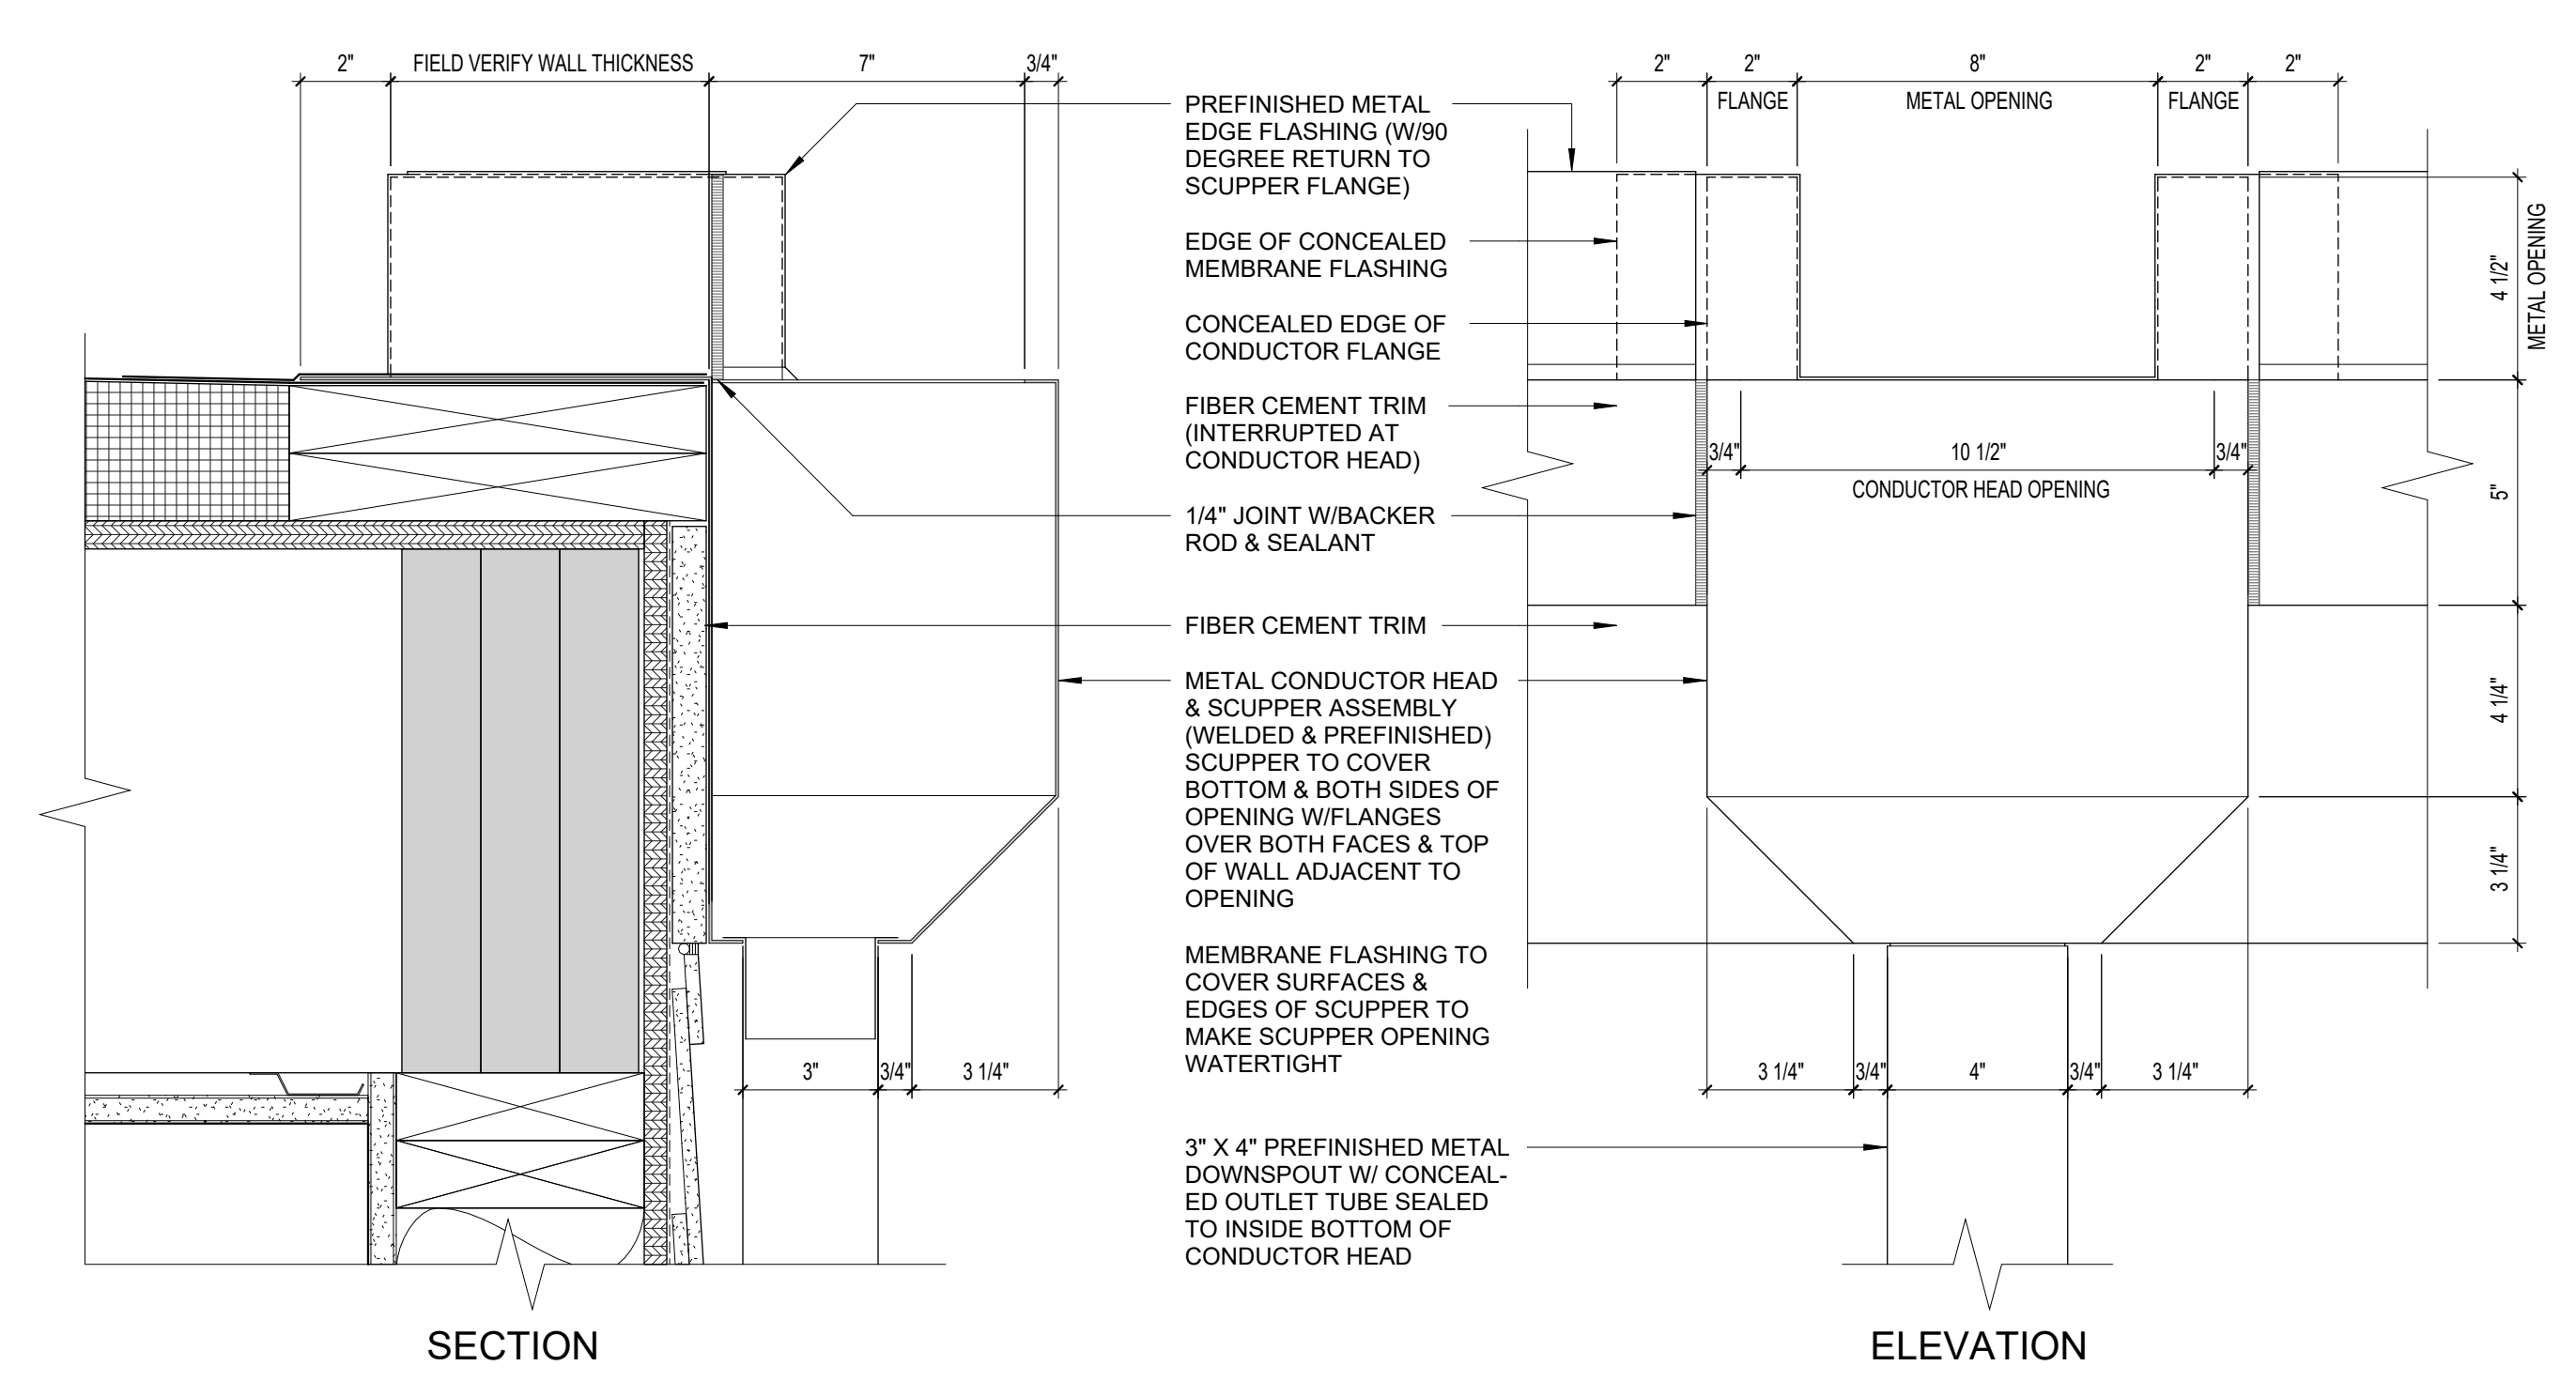 2"
FIELD VERIFY WALL THICKNESS
7"
3/4"
2"
2"
8"
2"
2"
FLANGE
METAL OPENING
FLANGE
PREFINISHED METAL
EDGE FLASHING (W/90
DEGREE RETURN TO
SCUPPER FLANGE)
EDGE OF CONCEALED
MEMBRANE FLASHING
CONCEALED EDGE OF
CONDUCTOR FLANGE
FIBER CEMENT TRIM
(INTERRUPTED AT
CONDUCTOR HEAD)
1/4" JOINT W/BACKER
ROD & SEALANT
FIBER CEMENT TRIM
METAL CONDUCTOR HEAD
& SCUPPER ASSEMBLY
(WELDED & PREFINISHED)
SCUPPER TO COVER
BOTTOM & BOTH SIDES OF
OPENING W/FLANGES
OVER BOTH FACES & TOP
OF WALL ADJACENT TO
OPENING
MEMBRANE FLASHING TO
COVER SURFACES &
EDGES OF SCUPPER TO
MAKE SCUPPER OPENING
WATERTIGHT
3" X 4" PREFINISHED METAL
DOWNSPOUT W/ CONCEAL-
ED OUTLET TUBE SEALED
TO INSIDE BOTTOM OF
CONDUCTOR HEAD
4 1/2"
METAL OPENING
3/4"
10 1/2"
3/4"
CONDUCTOR HEAD OPENING
5"
4 1/4"
3 1/4"
3"
3/4"
3 1/4"
3 1/4"
3/4"
4"
3/4"
3 1/4"
SECTION
ELEVATION